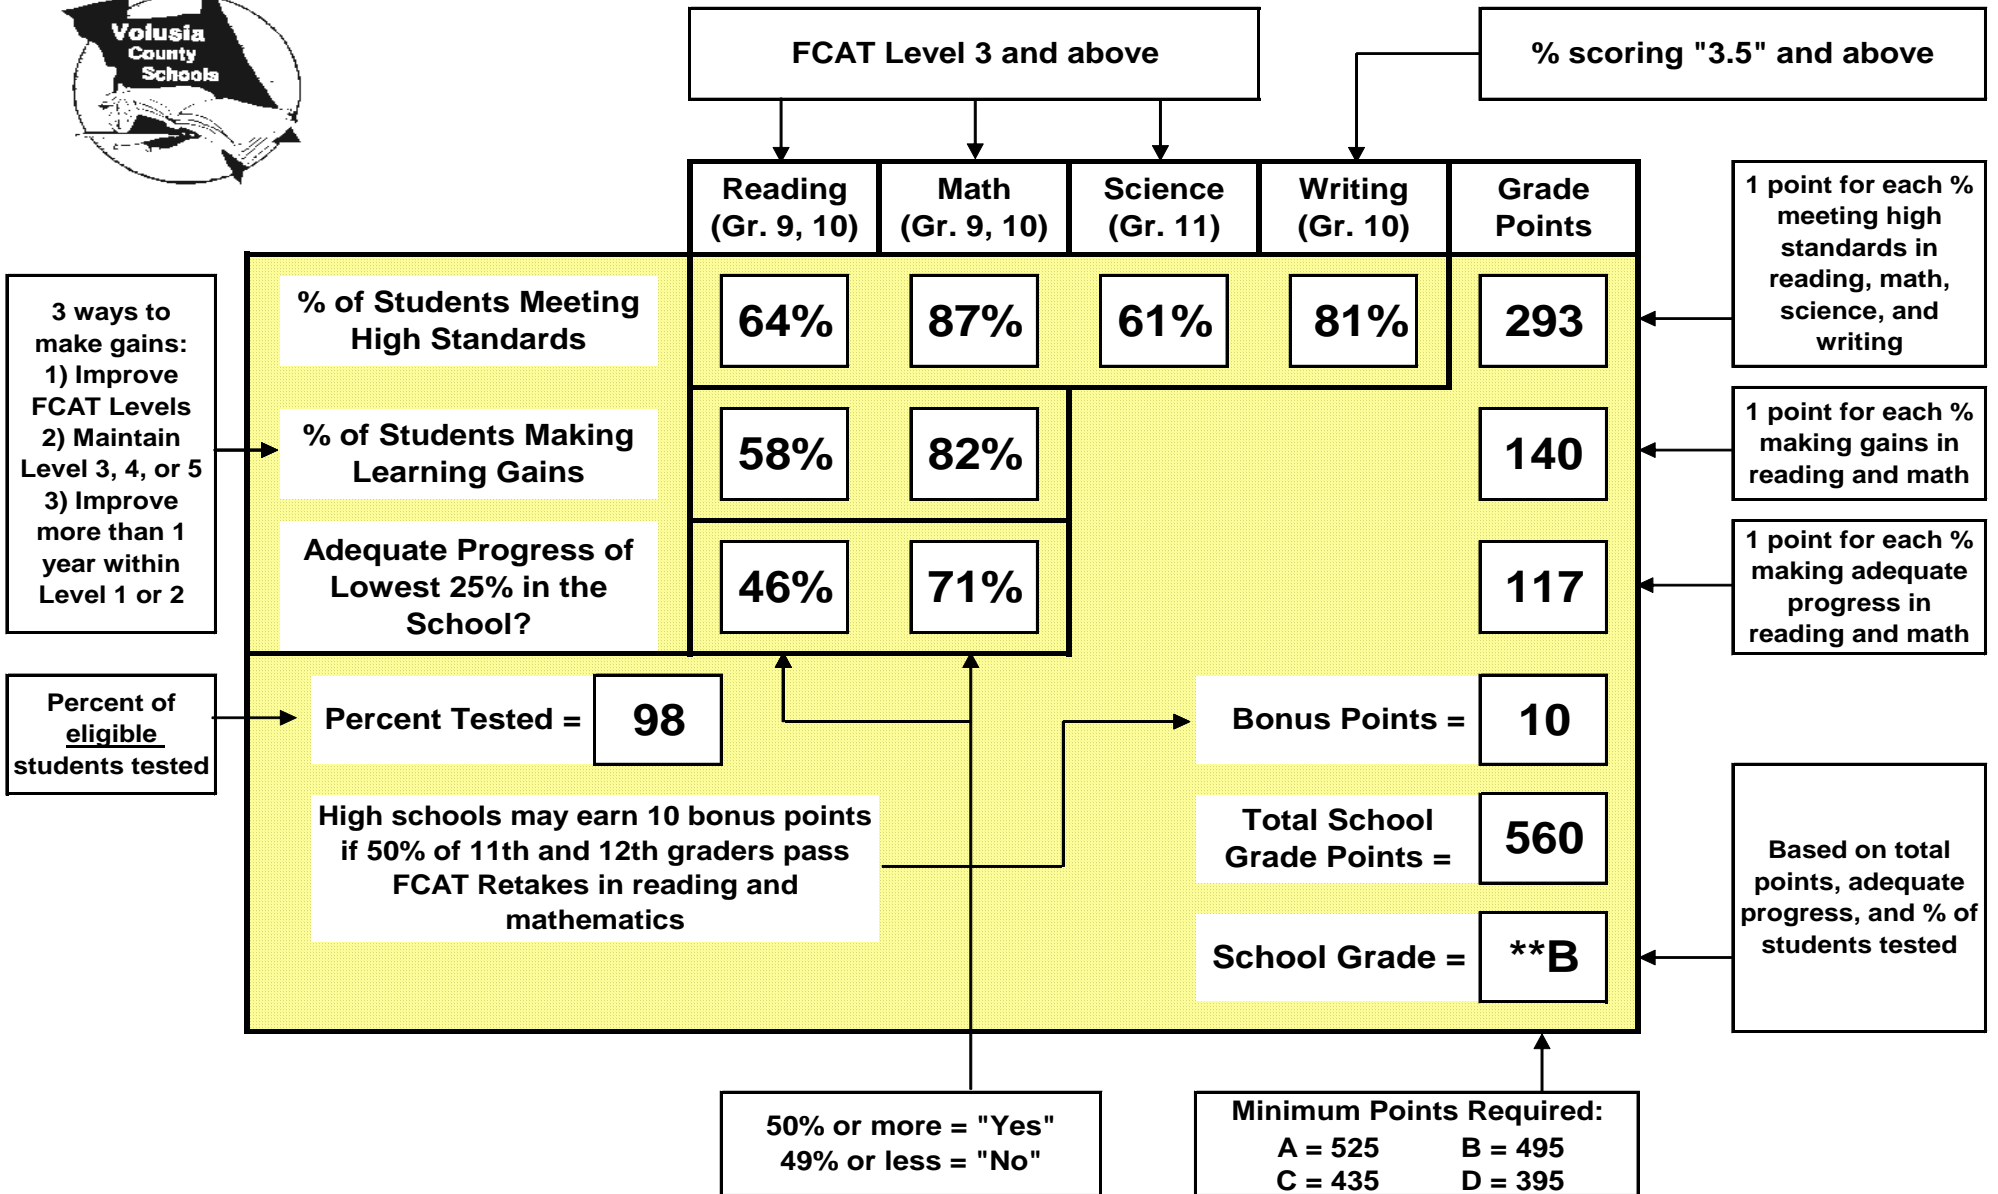 Volusia
County
Schools
FCAT Level 3 and above
% scoring "3.5" and above
Reading
(Gr. 9, 10)
Math
(Gr. 9, 10)
Science
(Gr. 11)
Writing
(Gr. 10)
Grade
Points
1 point for each %
meeting high
standards in
reading, math,
science, and
writing
3 ways to
make gains:
1) Improve
FCAT Levels
2) Maintain
Level 3, 4, or 5
3) Improve
more than 1
year within
Level 1 or 2
% of Students Meeting
High Standards
64%
87%
61%
81%
293
% of Students Making
Learning Gains
58%
82%
140
1 point for each %
making gains in
reading and math
Adequate Progress of
Lowest 25% in the
School?
46%
71%
117
1 point for each %
making adequate
progress in
reading and math
Percent of
eligible
students tested
Percent Tested =
98
Bonus Points =
10
High schools may earn 10 bonus points
if 50% of 11th and 12th graders pass
FCAT Retakes in reading and
mathematics
Total School
Grade Points =
560
School Grade =
**B
Based on total
points, adequate
progress, and % of
students tested
50% or more = "Yes"
49% or less = "No"
Minimum Points Required:
A = 525 B = 495
C = 435 D = 395